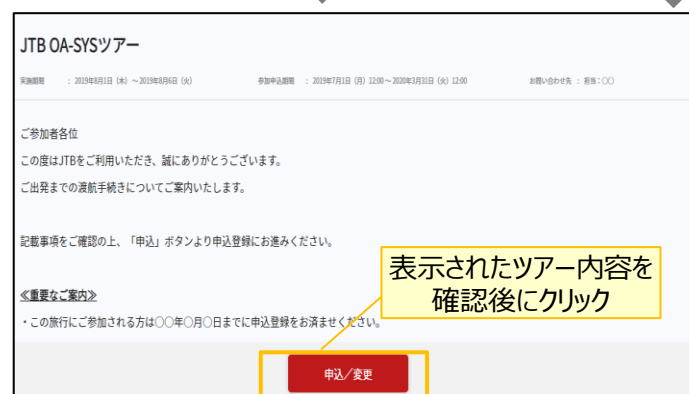 JTB OA-SYSツアー
実施期間 : 2019年8月1日 (木) ～2019年8月6日 (火) 参加申込期間 : 2019年7月1日 (月) 12:00～2020年3月31日 (火) 12:00 お問い合わせ先 : 担当：〇〇
ご参加者各位
この度はJTBをご利用いただき、誠にありがとうございます。
ご出発までの渡航手続きについてご案内いたします。
記載事項をご確認の上、「申込」ボタンより申込登録にお進みください。
表示されたツアー内容を
確認後にクリック
≪重要なご案内≫
・この旅行にご参加される方は〇〇年〇月〇日までに申込登録をお済ませください。
申込／変更